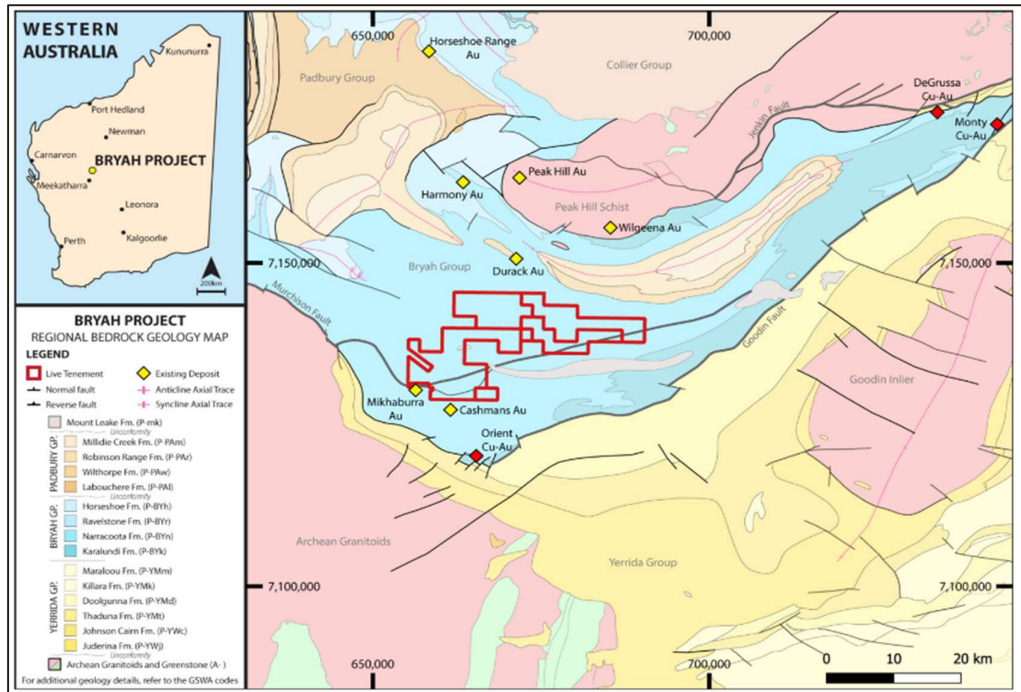 WESTERN
AUSTRALIA
Kununurra
Port Hedland
Newman
Carnarvon
BRYAH PROJECT
Meekatharra
Leonora
Kalgoorlie
Perth
200km
BRYAH PROJECT
REGIONAL BEDROCK GEOLOGY MAP
LEGEND
Live Tenement
Existing Deposit
Normal fault
Anticline Axial Trace
Reverse fault
Syncline Axial Trace
Mount Leake Fm. (P-mk)
Unconformity
PADBURY GP.
Millidie Creek Fm. (P-PAm)
Robinson Range Fm. (P-PAr)
Wilthorpe Fm. (P-PAw)
Labouchere Fm. (P-PAl)
Unconformity
BRYAH GP.
Horseshoe Fm. (P-BYh)
Ravelstone Fm. (P-BYr)
Narracoota Fm. (P-BYn)
Karalundi Fm. (P-BYk)
YERRIDA GP.
Maraloou Fm. (P-YMm)
Killara Fm. (P-YMk)
Doolgunna Fm. (P-YMd)
Thaduna Fm. (P-YMt)
Johnson Cairn Fm. (P-YWc)
Juderina Fm. (P-YWj)
Unconformity
Archean Granitoids and Greenstone (A- )
For additional geology details, refer to the GSWA codes
650,000
700,000
Horseshoe Range
Au
Padbury Group
Collier Group
DeGrussa
Cu-Au
Monty
Cu-Au
Jenkin Fault
Peak Hill Au
Harmony Au
Peak Hill Schist
Wilgeena Au
7,150,000
Bryah Group
Durack Au
7,150,000
Murchison Fault
Goodin Fault
Goodin Inlier
Mikhaburra
Au
Cashmans Au
Orient
Cu-Au
Archean Granitoids
Yerrida Group
7,100,000
7,100,000
650,000
700,000
0 10 20 km